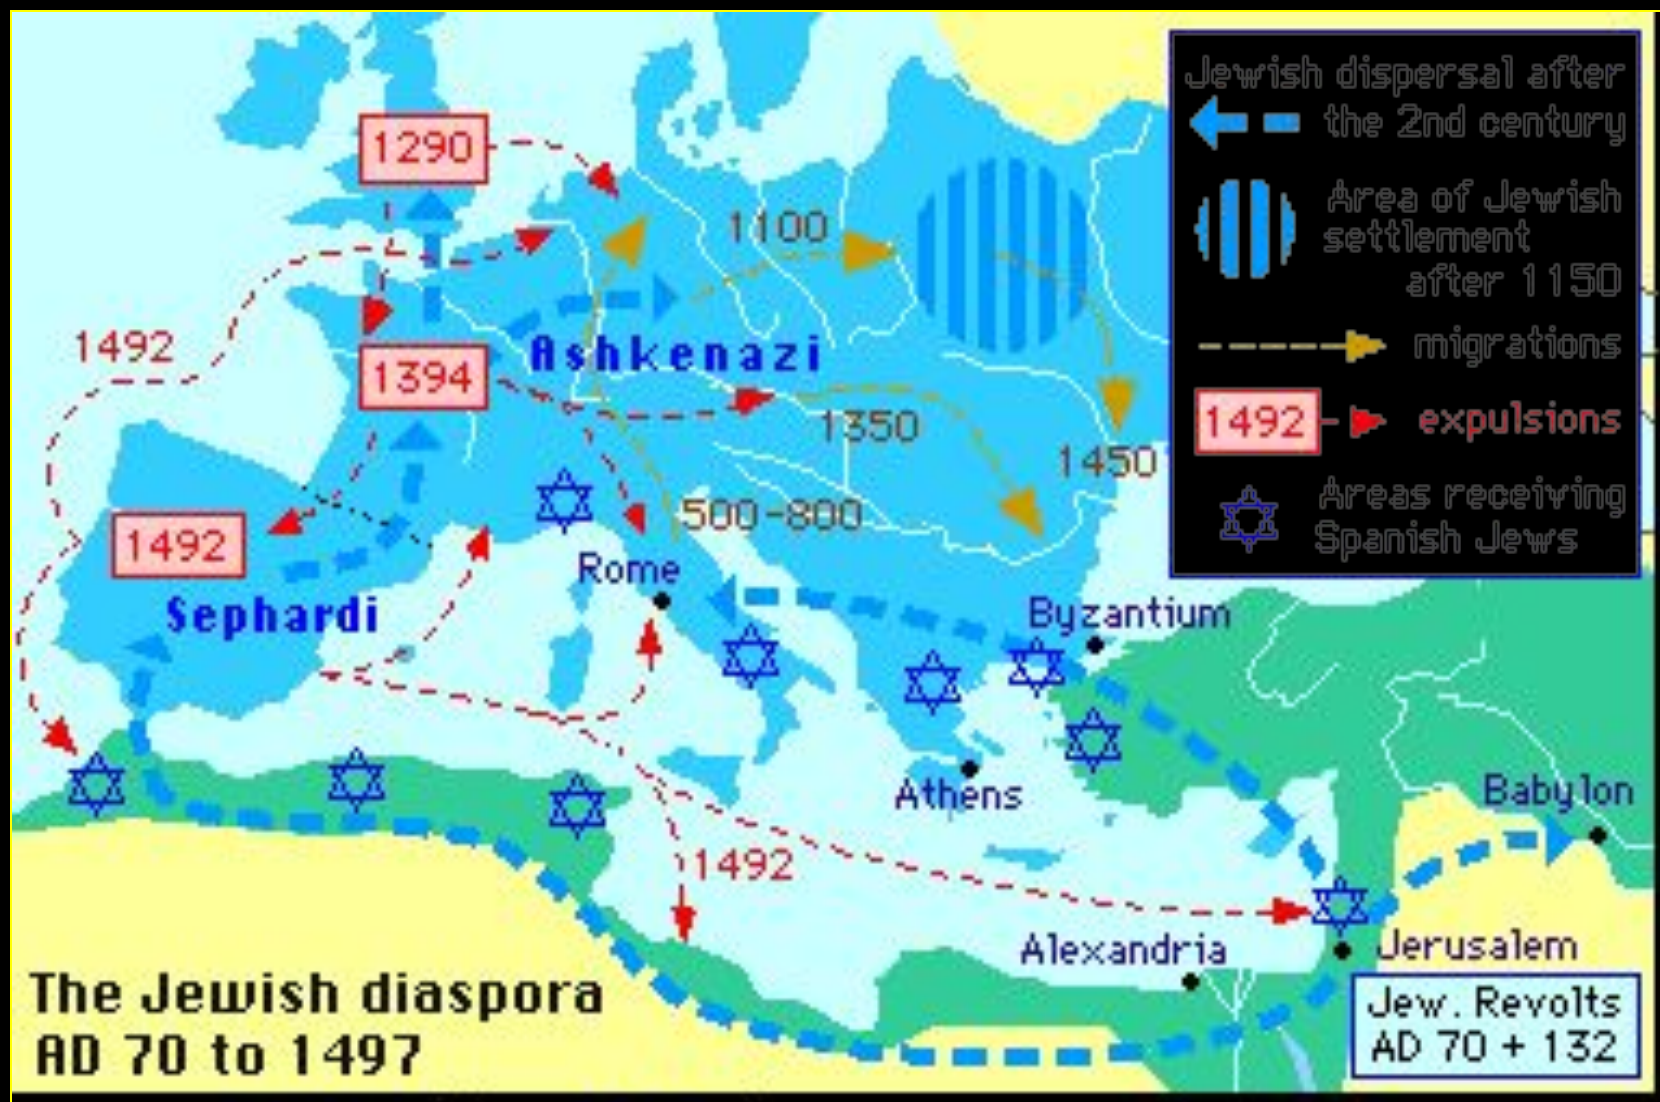 Jewish dispersal after
the 2nd century
Area of Jewish
settlement
after 1150
migrations
1492
expulsions
Areas receiving
Spanish Jews
1290
1100
1492
Ashkenazi
1394
1350
1450
500-800
1492
Rome
Sephardi
Byzantium
Athens
Babylon
1492
Alexandria
Jerusalem
The Jewish diaspora
AD 70 to 1497
Jew. Revolts
AD 70 + 132